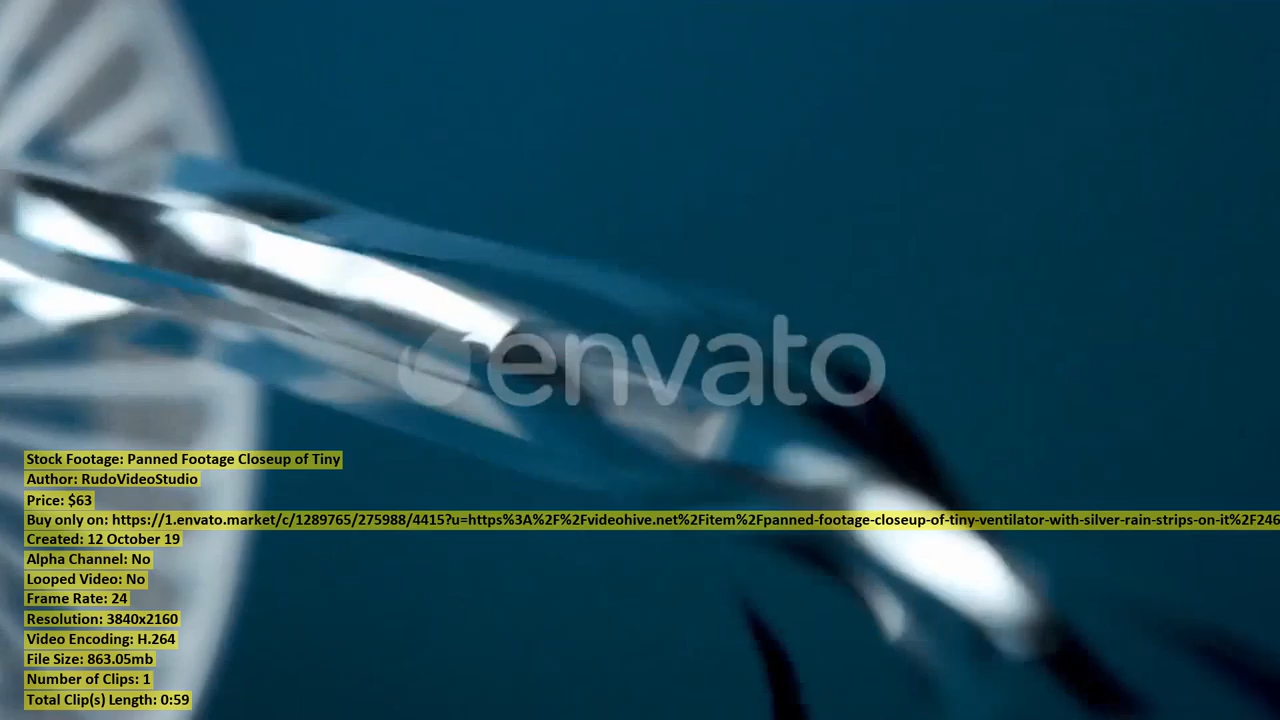 envato
Stock Footage: Panned Footage Closeup of Tiny
Author: RudoVideoStudio
Price: $63
Buy only on: https://1.envato.market/c/1289765/275988/4415?u=https%3A%2F%2Fvideohive.net%2Fitem%2Fpanned-footage-closeup-of-tiny-ventilator-with-silver-rain-strips-on-it%2F246
Created: 12 October 19
Alpha Channel: No
Looped Video: No
Frame Rate: 24
Resolution: 3840x2160
Video Encoding: H.264
File Size: 863.05mb
Number of Clips: 1
Total Clip(s) Length: 0:59